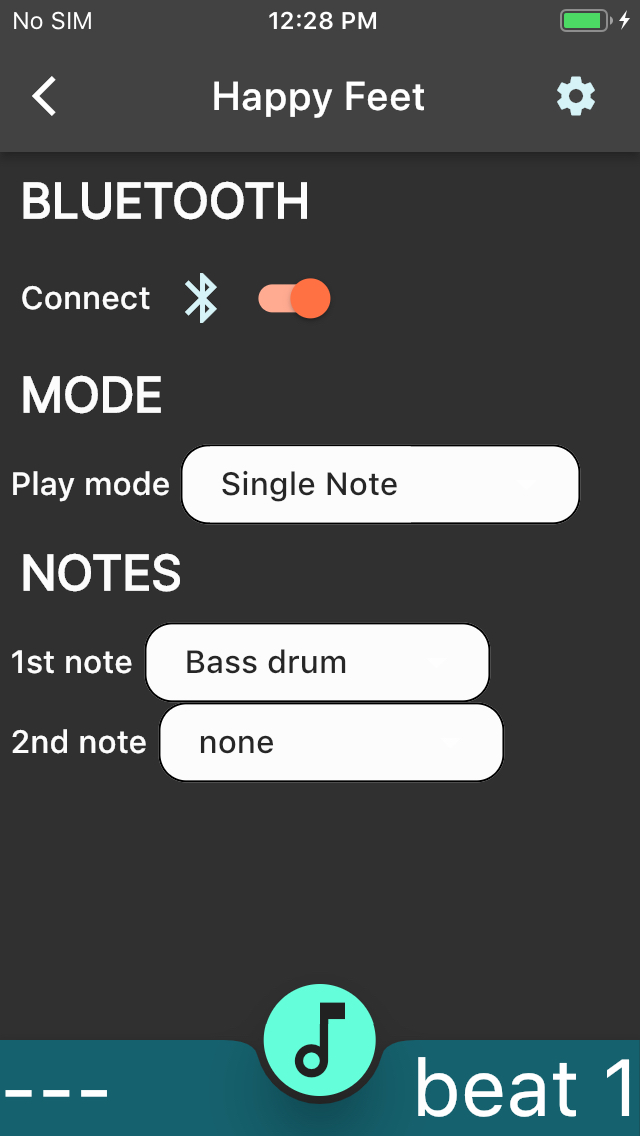 No SIM 12:28 PM
Happy Feet
BLUETOOTH
Connect
MODE
Play mode Single Note
NOTES
1st note Bass drum
2nd note none
--- beat 1